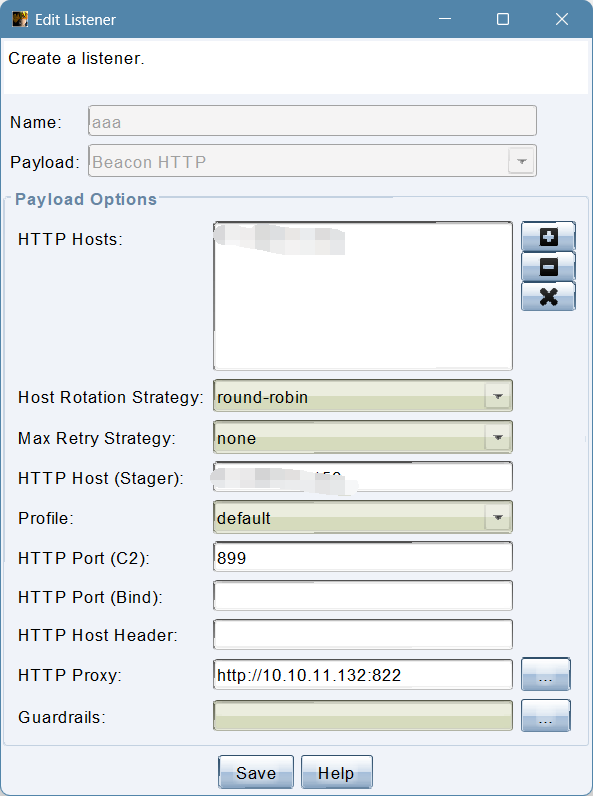 Edit Listener
Create a listener.
Name: aaa
Payload: Beacon HTTP
Payload Options
HTTP Hosts:
Host Rotation Strategy: round-robin
Max Retry Strategy: none
HTTP Host (Stager):
Profile: default
HTTP Port (C2): 899
HTTP Port (Bind):
HTTP Host Header:
HTTP Proxy: http://10.10.11.132:822 ...
Guardrails: ...
Save Help